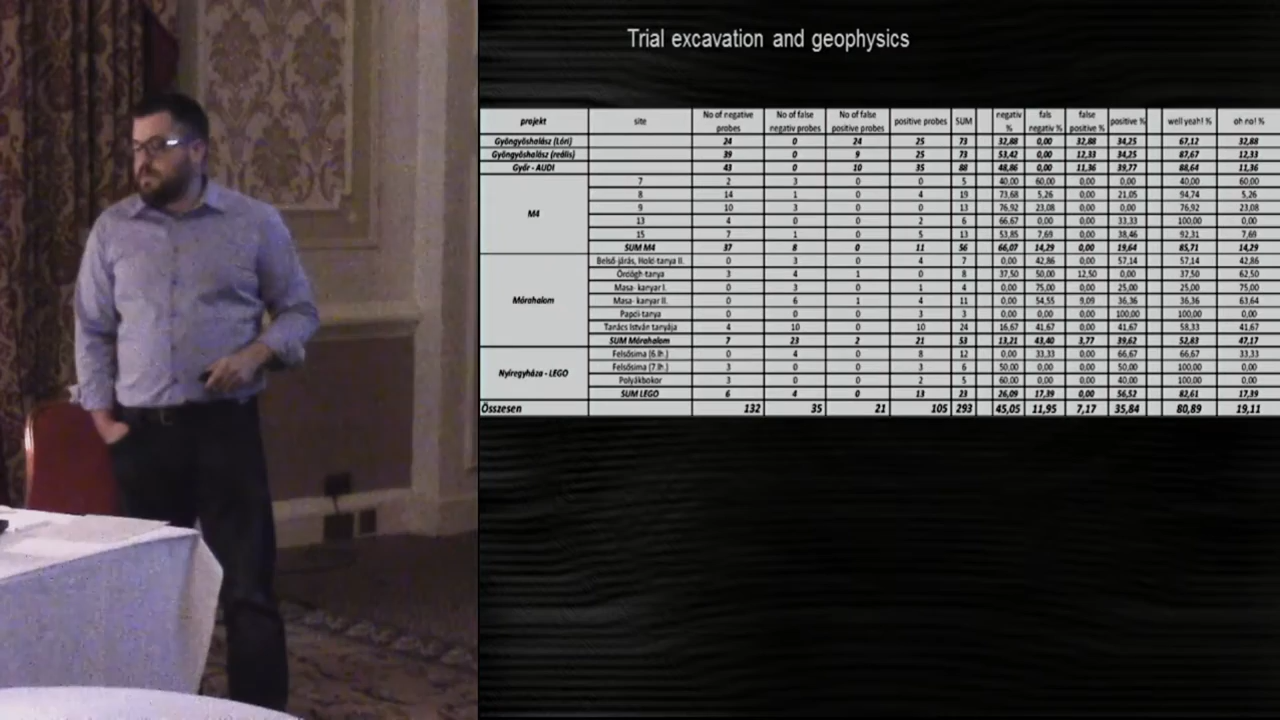 Trial excavation and geophysics
projekt site No of negative probes No of false negativ probes No of false positive probes positive probes SUM negativ % fals negativ % false positive % positive % well yeah! % oh no! %
Gyöngyöshalász (Lóri) 24 0 24 25 73 32,88 0,00 32,88 34,25 67,12 32,88
Gyöngyöshalász (reális) 39 0 9 25 73 53,42 0,00 12,33 34,25 87,67 12,33
Győr - AUDI 43 0 10 35 88 48,86 0,00 11,36 39,77 88,64 11,36
M4 7 2 3 0 0 5 40,00 60,00 0,00 0,00 40,00 60,00
8 14 1 0 4 19 73,68 5,26 0,00 21,05 94,74 5,26
9 10 3 0 0 13 76,92 23,08 0,00 0,00 76,92 23,08
13 4 0 0 2 6 66,67 0,00 0,00 33,33 100,00 0,00
15 7 1 0 5 13 53,85 7,69 0,00 38,46 92,31 7,69
SUM M4 37 8 0 11 56 66,07 14,29 0,00 19,64 85,71 14,29
Mórahalom Belső-járás, Hold-tanya II. 0 3 0 4 7 0,00 42,86 0,00 57,14 57,14 42,86
Ördögh-tanya 3 4 1 0 8 37,50 50,00 12,50 0,00 37,50 62,50
Masa- kanyar I. 0 3 0 1 4 0,00 75,00 0,00 25,00 25,00 75,00
Masa- kanyar II. 0 6 1 4 11 0,00 54,55 9,09 36,36 36,36 63,64
Papdi-tanya 0 0 0 3 3 0,00 0,00 0,00 100,00 100,00 0,00
Tanács István tanyája 4 10 0 10 24 16,67 41,67 0,00 41,67 58,33 41,67
SUM Mórahalom 7 23 2 21 53 13,21 43,40 3,77 39,62 52,83 47,17
Nyíregyháza - LEGO Felsősima (6.lh.) 0 4 0 8 12 0,00 33,33 0,00 66,67 66,67 33,33
Felsősima (7.lh.) 3 0 0 3 6 50,00 0,00 0,00 50,00 100,00 0,00
Polyákbokor 3 0 0 2 5 60,00 0,00 0,00 40,00 100,00 0,00
SUM LEGO 6 4 0 13 23 26,09 17,39 0,00 56,52 82,61 17,39
Összesen 132 35 21 105 293 45,05 11,95 7,17 35,84 80,89 19,11